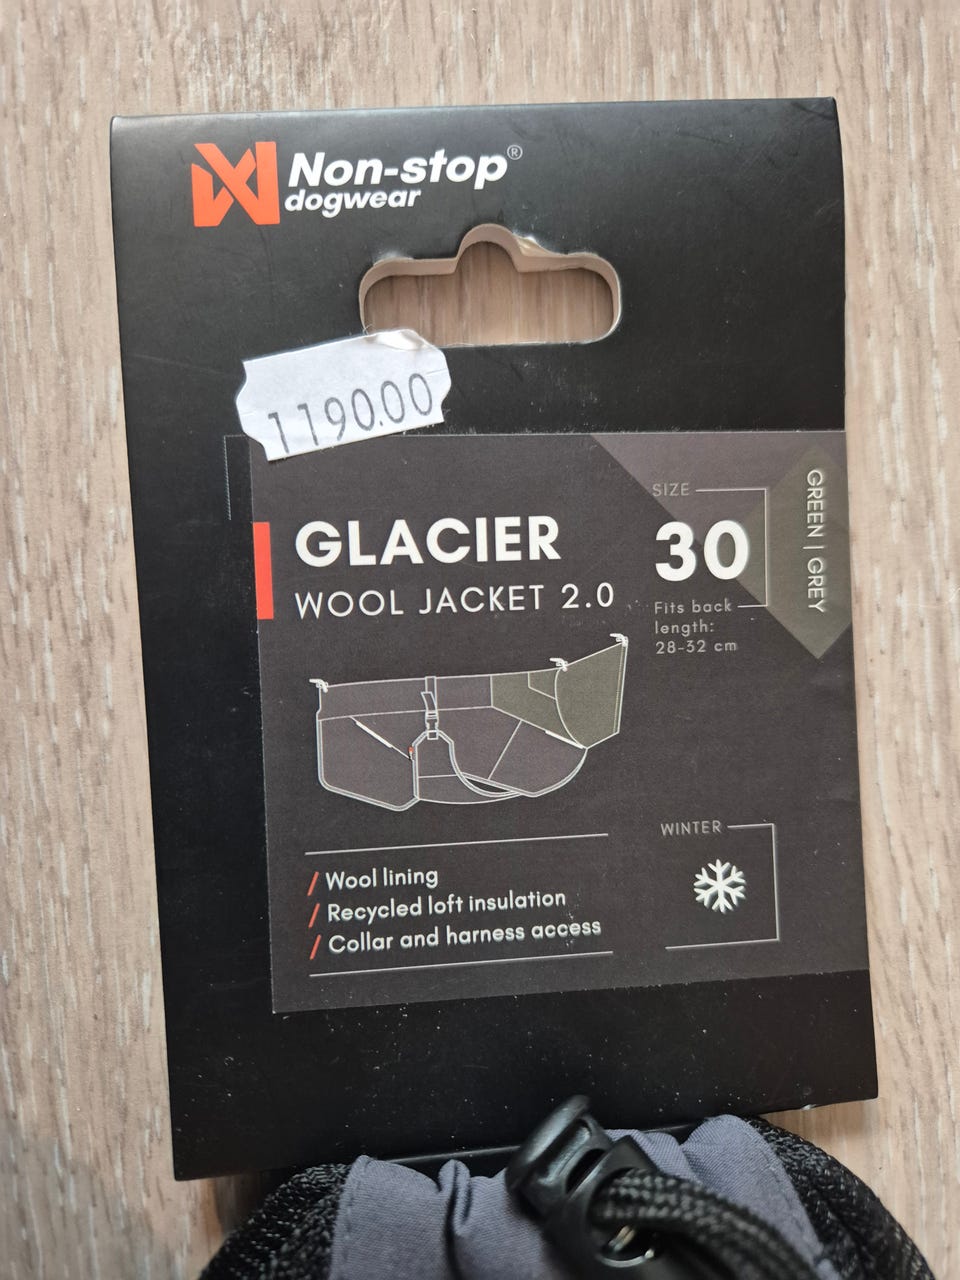 Non-stop®
dogwear
1190.00
GLACIER
WOOL JACKET 2.0
SIZE
30
Fits back
length:
28-32 cm
GREEN | GREY
/ Wool lining
/ Recycled loft insulation
/ Collar and harness access
WINTER